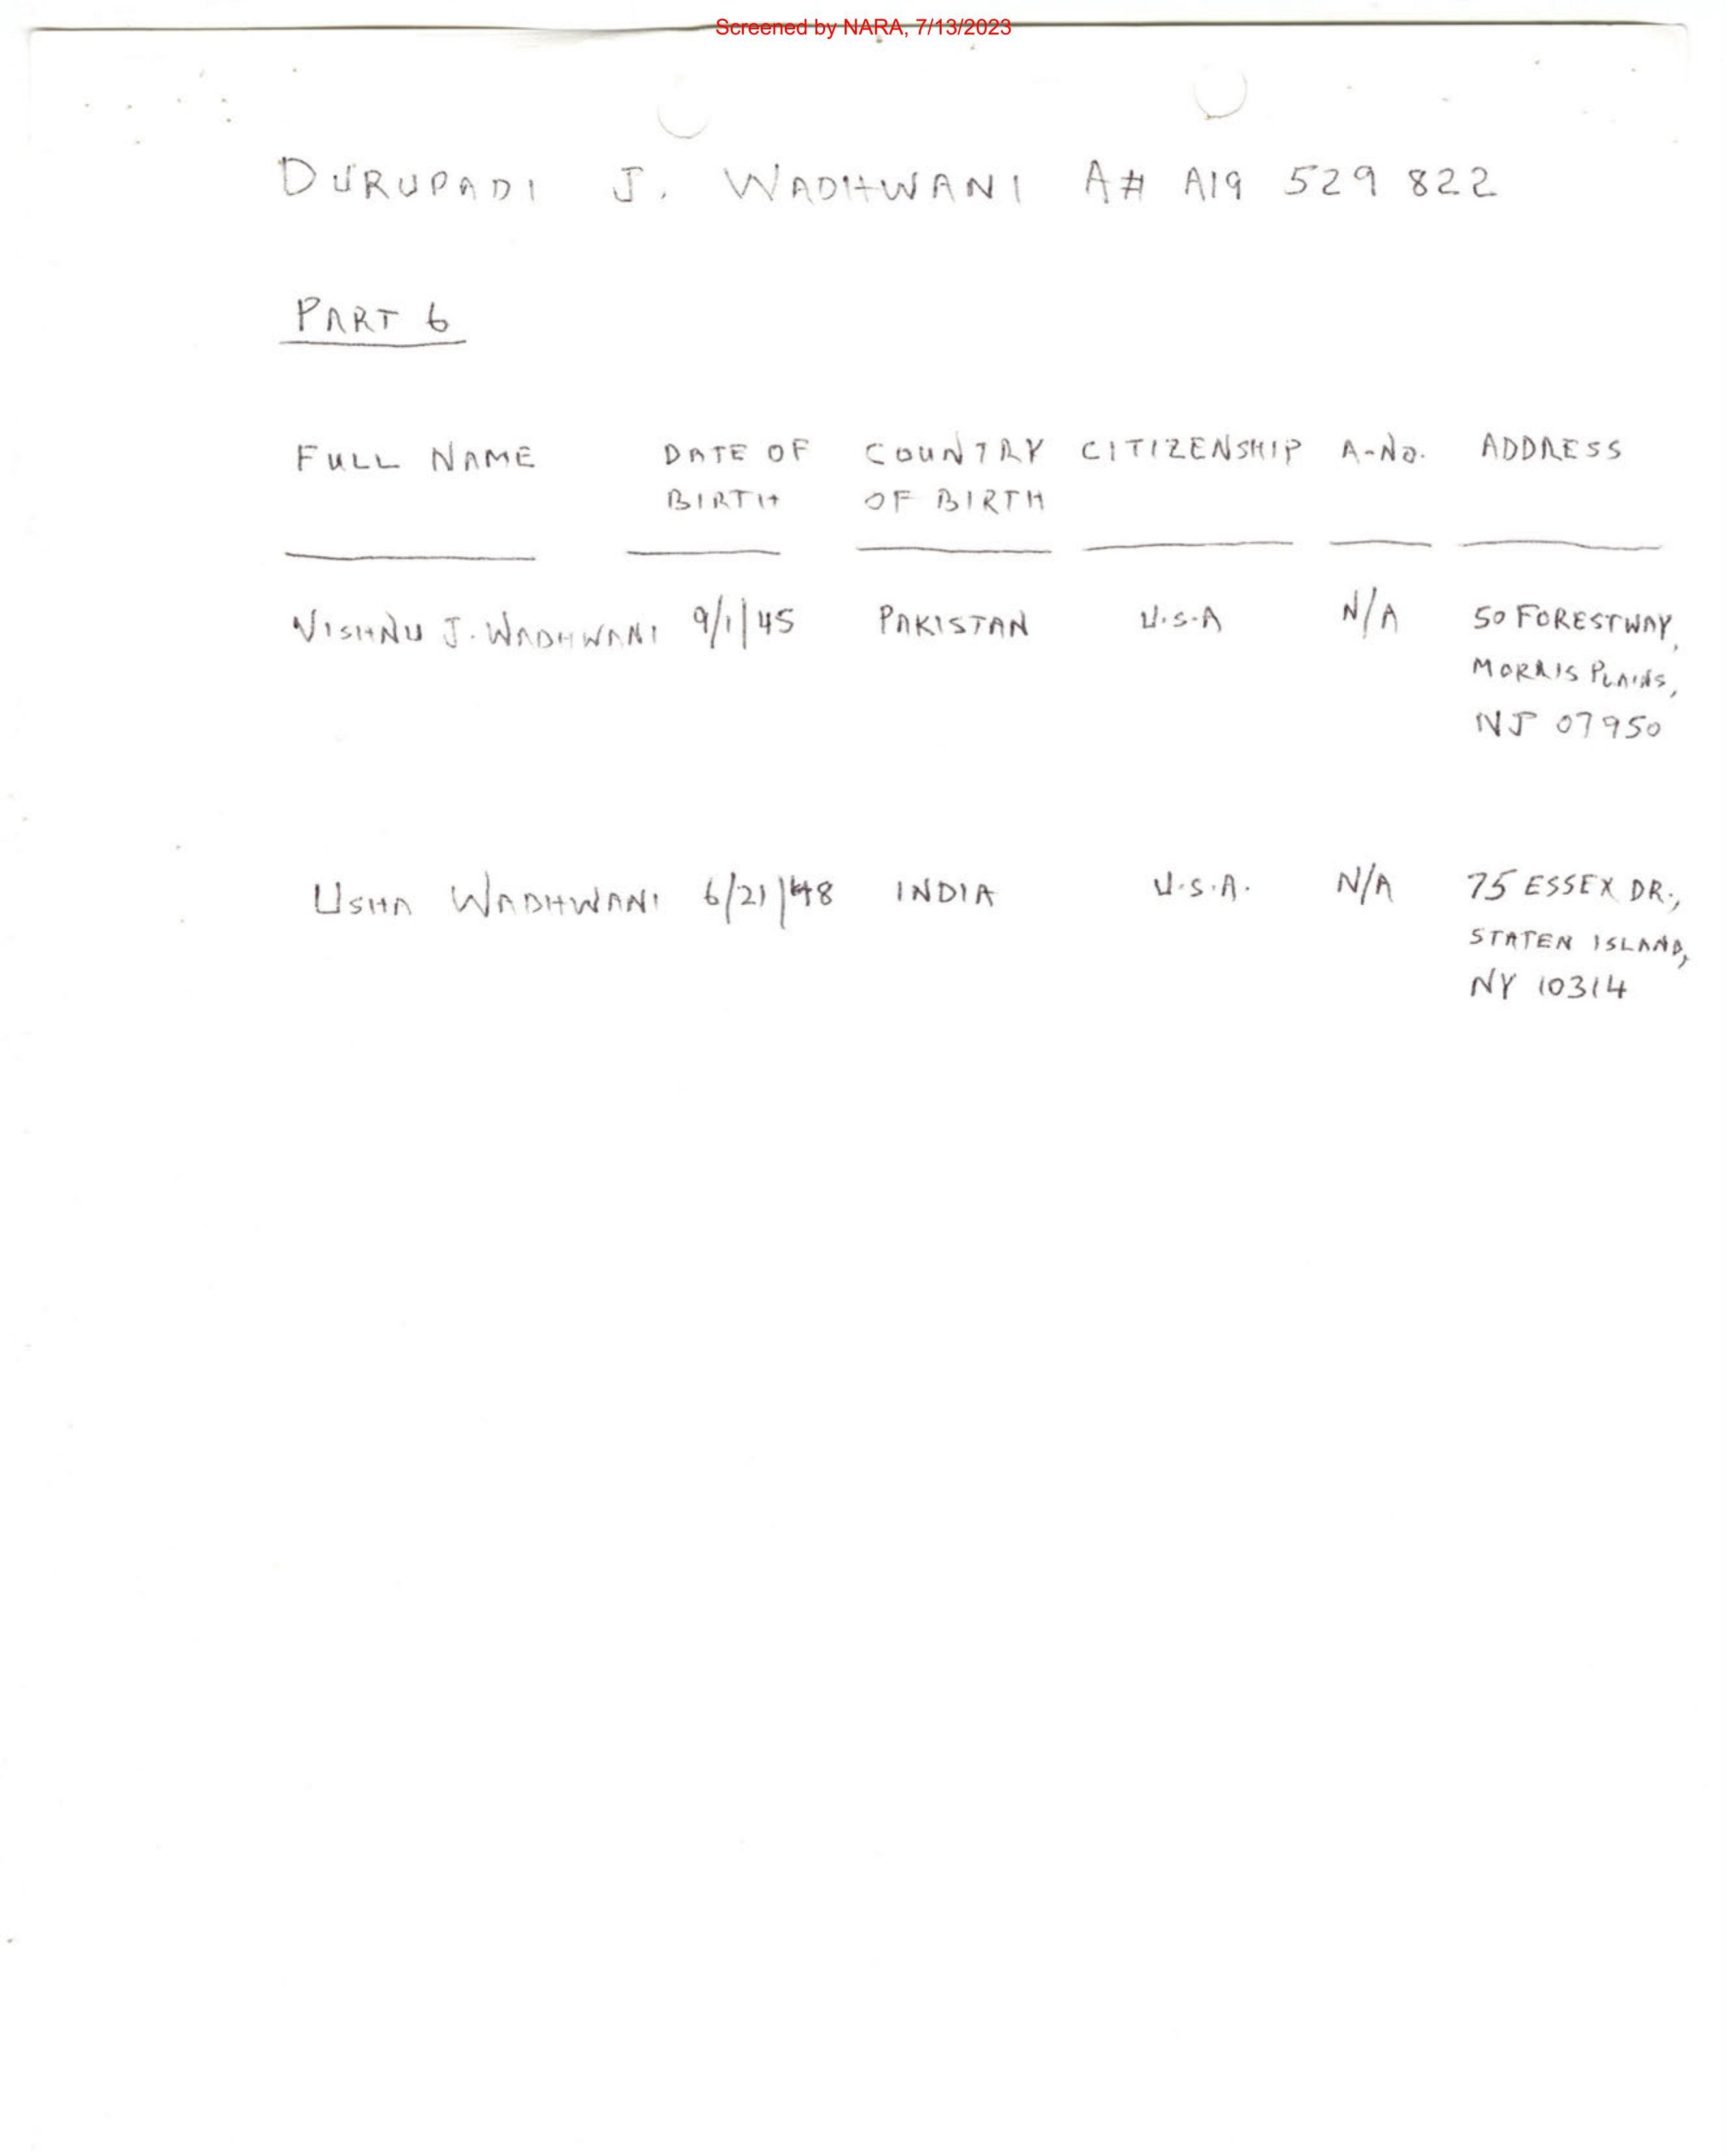 Screened by NARA, 7/13/2023
DURUPADI J. WADHWANI A# A19 529 822
PART 6
FULL NAME DATE OF COUNTRY CITIZENSHIP A-No. ADDRESS
BIRTH OF BIRTH
VISHNU J. WADHWANI 9/1/45 PAKISTAN U.S.A N/A 50 FORESTWAY,
MORRIS PLAINS,
NJ 07950
USHA WADHWANI 6/21/48 INDIA U.S.A. N/A 75 ESSEX DR.,
STATEN ISLAND,
NY 10314